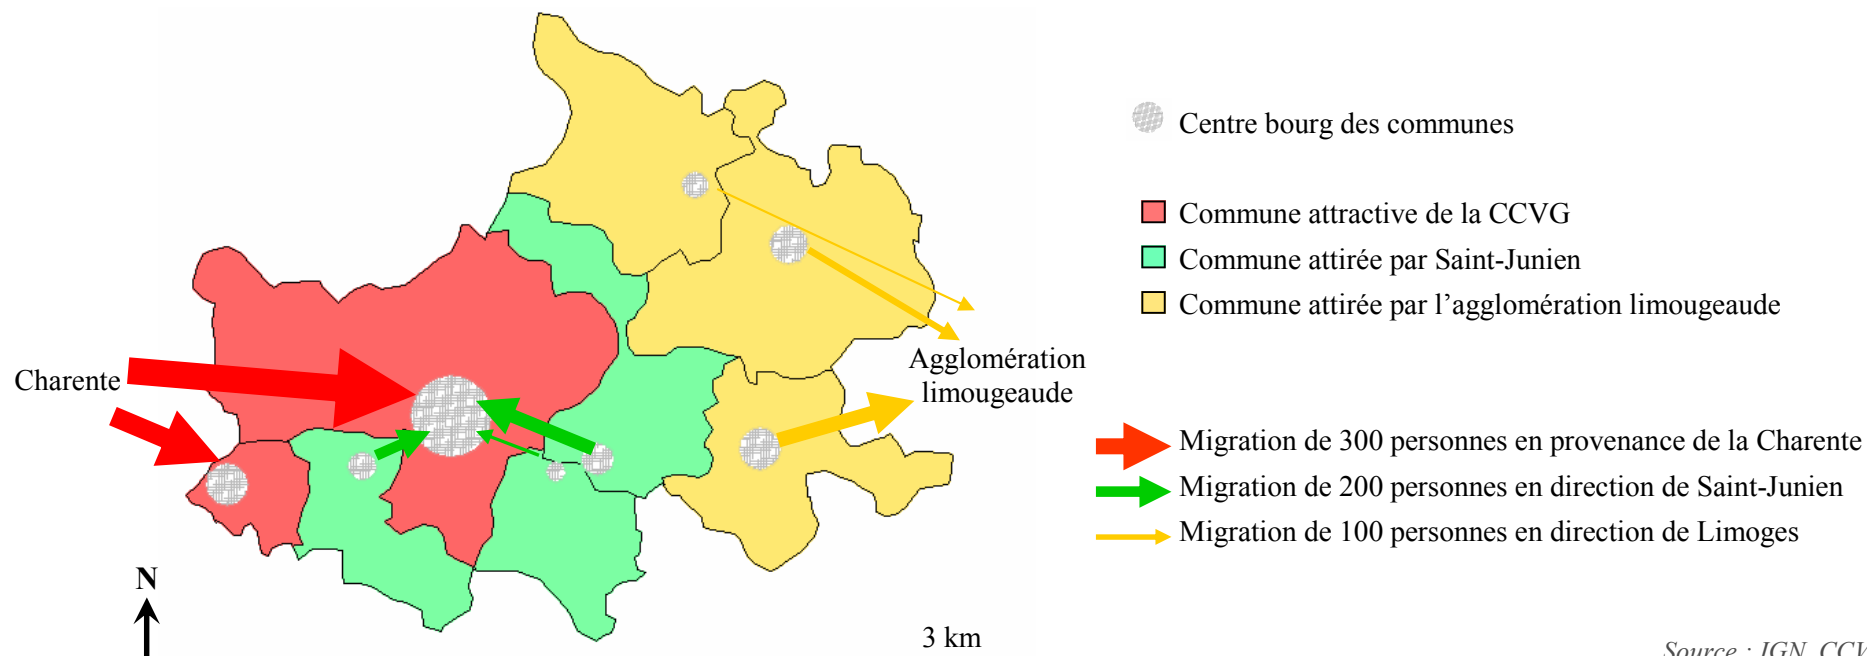 Centre bourg des communes
Commune attractive de la CCVG
Commune attirée par Saint-Junien
Commune attirée par l'agglomération limougeaude
Charente
Agglomération
limougeaude
Migration de 300 personnes en provenance de la Charente
Migration de 200 personnes en direction de Saint-Junien
Migration de 100 personnes en direction de Limoges
N
3 km
Source : IGN,